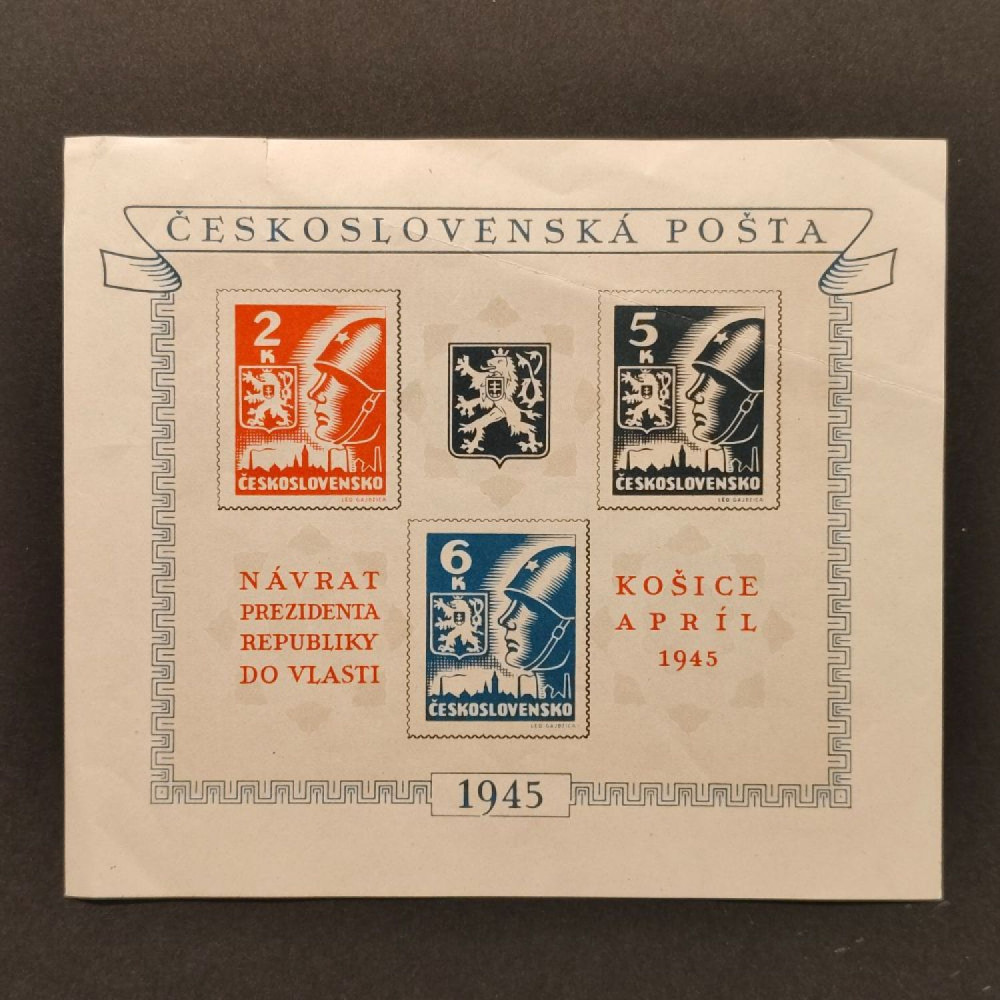 ČESKOSLOVENSKÁ POŠTA
2
K
ČESKOSLOVENSKO
5
K
ČESKOSLOVENSKO
NÁVRAT
PREZIDENTA
REPUBLIKY
DO VLASTI
6
K
ČESKOSLOVENSKO
KOŠICE
APRÍL
1945
1945